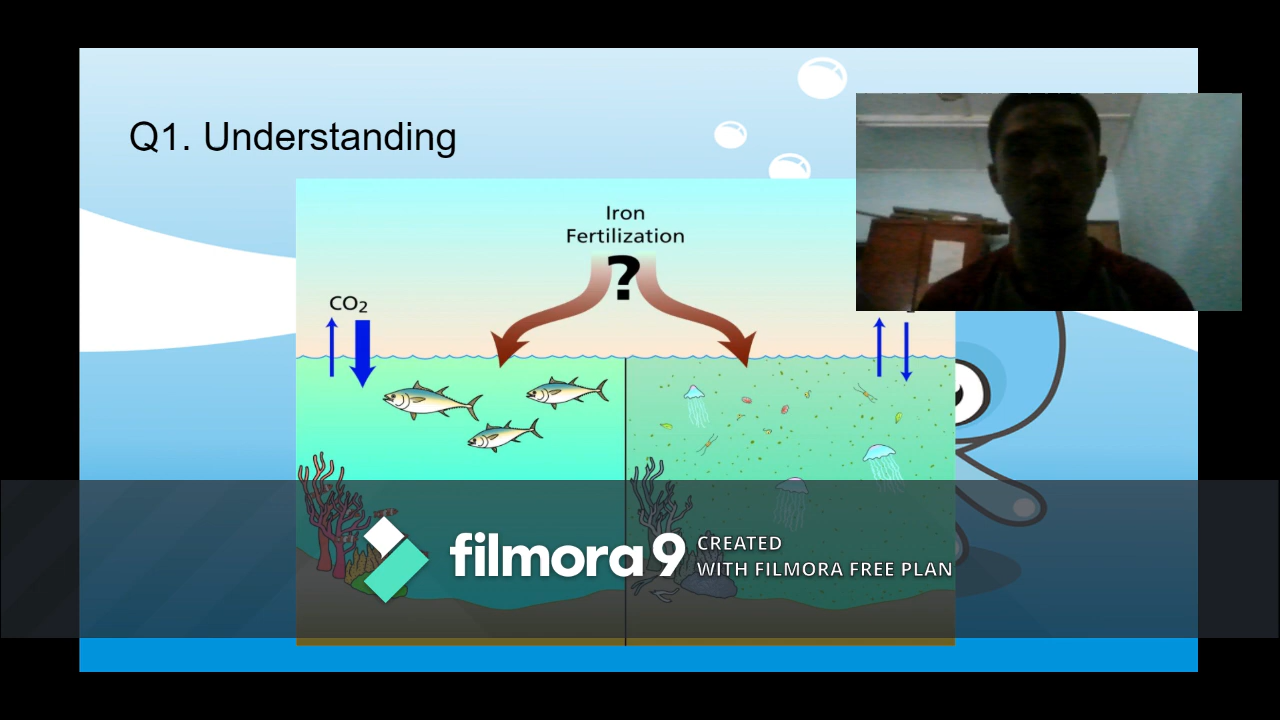 Q1. Understanding
Iron
Fertilization
?
CO₂
filmora9
CREATED
WITH FILMORA FREE PLAN